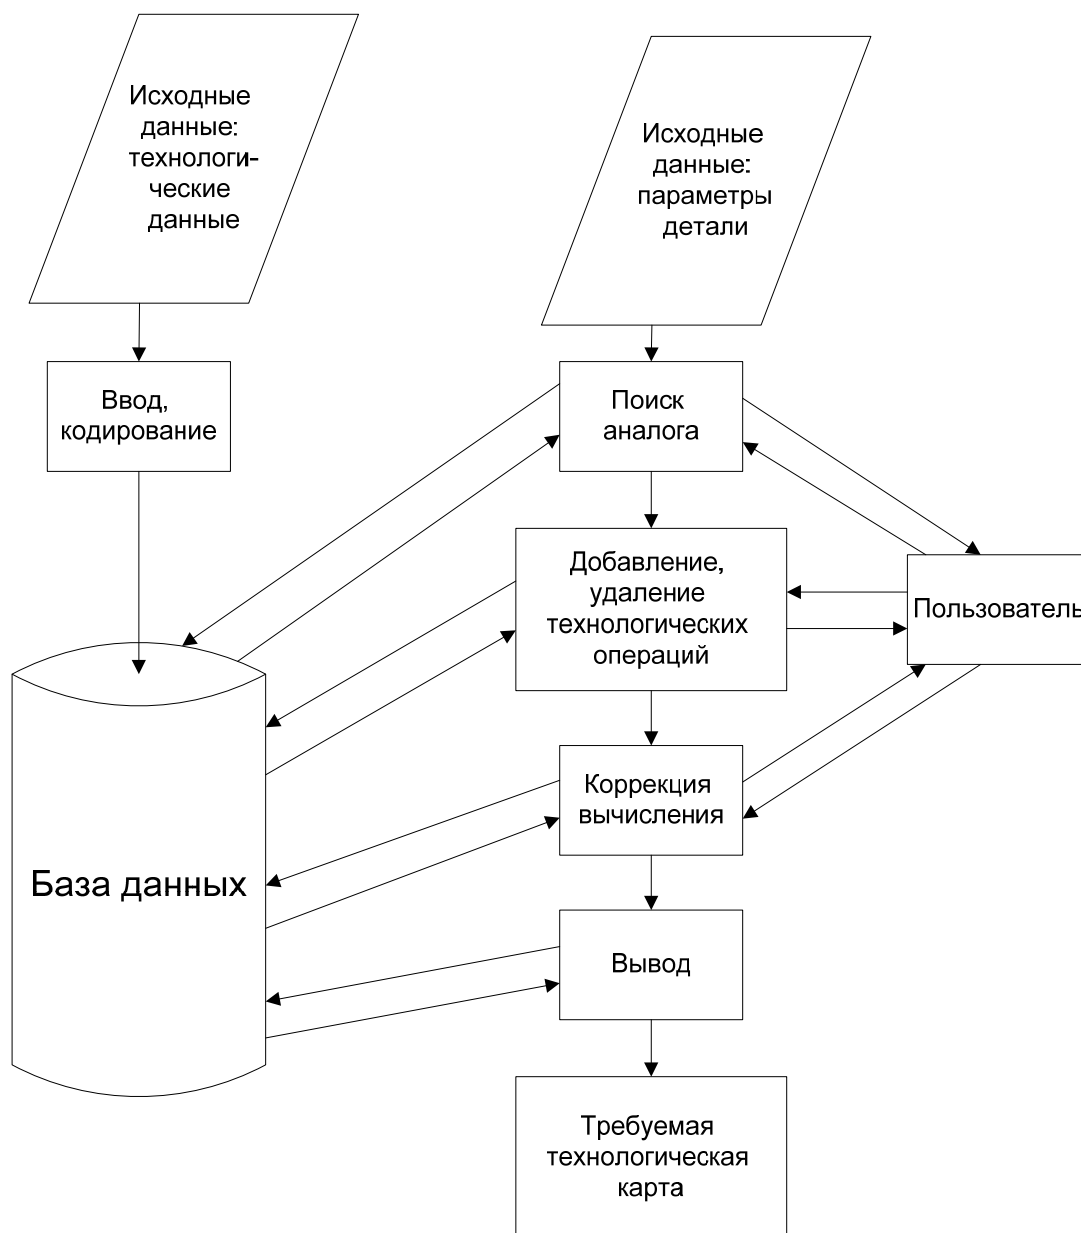 Исходные
данные:
технологи-
ческие
данные
Исходные
данные:
параметры
детали
Ввод,
кодирование
Поиск
аналога
Добавление,
удаление
технологических
операций
Пользователь
Коррекция
вычисления
База данных
Вывод
Требуемая
технологическая
карта